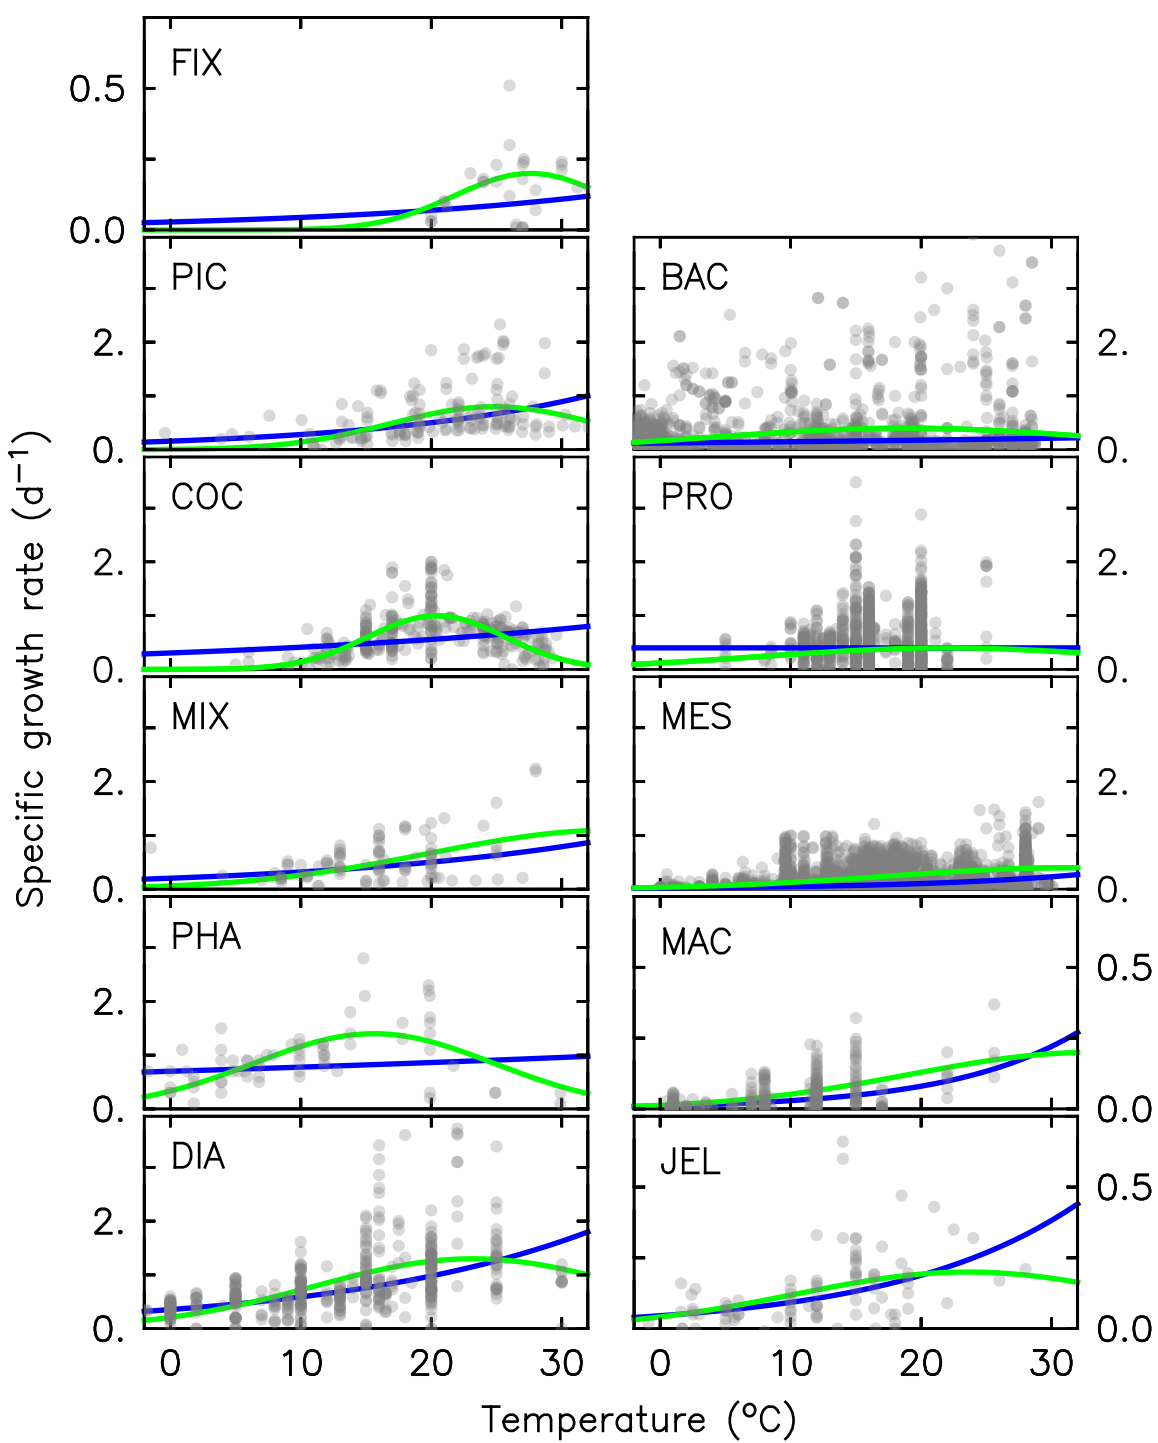 FIX
0.5
0.0
PIC
BAC
2.
2.
0.
0.
COC
PRO
2.
2.
0.
0.
MIX
MES
2.
2.
0.
0.
PHA
MAC
2.
0.5
0.
0.0
DIA
JEL
2.
0.5
0.
0.0
0 10 20 30
0 10 20 30
Specific growth rate (d⁻¹)
Temperature (°C)